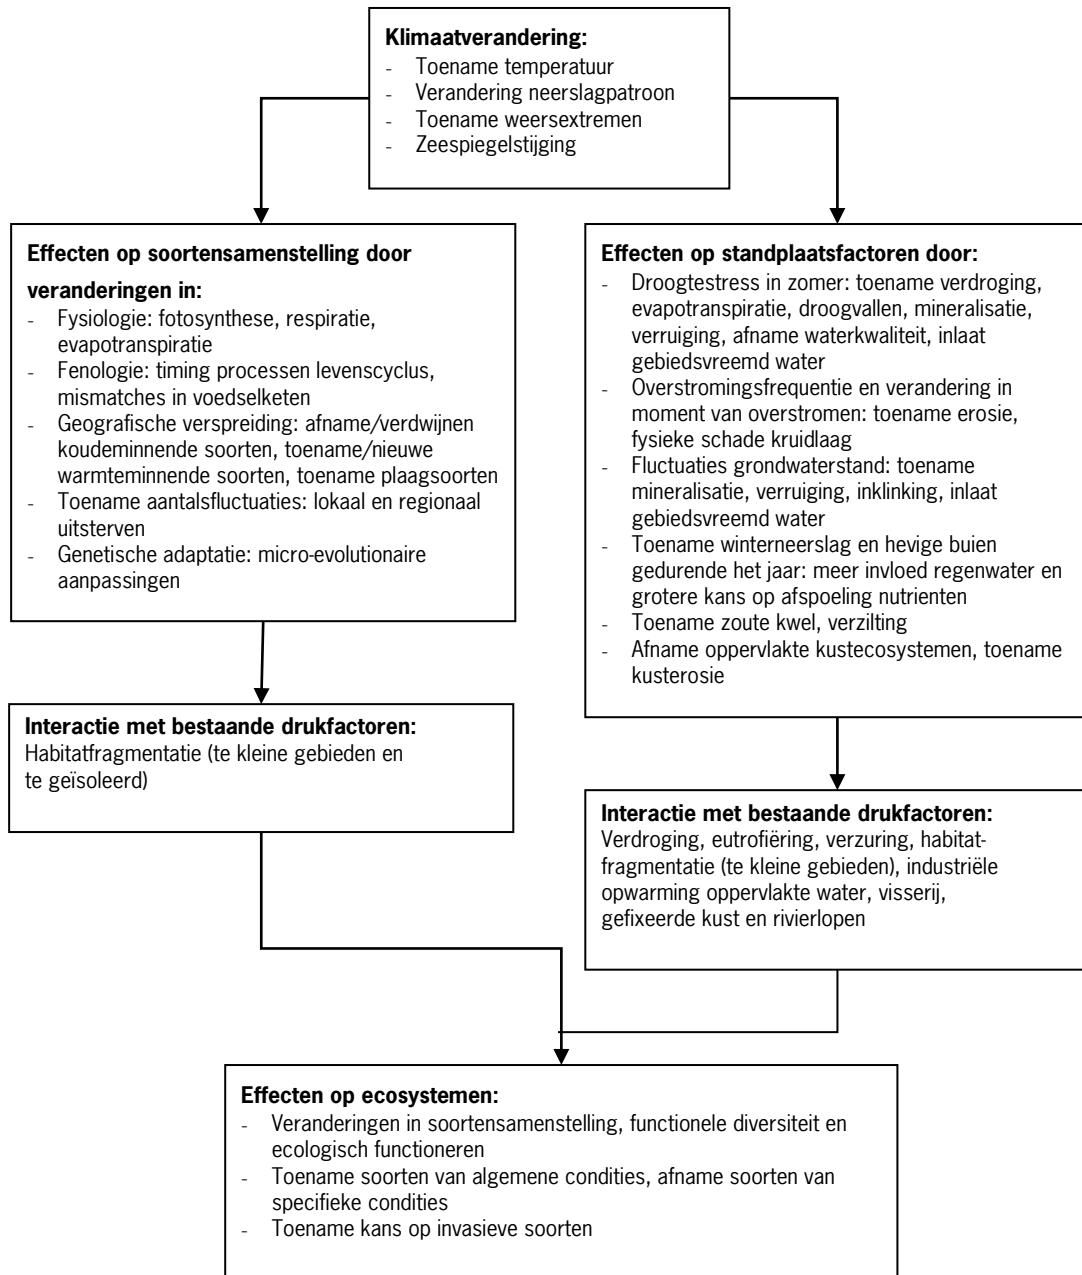 Klimaatverandering:
- Toename temperatuur
- Verandering neerslagpatroon
- Toename weersextremen
- Zeespiegelstijging
Effecten op soortensamenstelling door
veranderingen in:
- Fysiologie: fotosynthese, respiratie,
evapotranspiratie
- Fenologie: timing processen levenscyclus,
mismatches in voedselketen
- Geografische verspreiding: afname/verdwijnen
koudeminnende soorten, toename/nieuwe
warmteminnende soorten, toename plaagsoorten
- Toename aantalsfluctuaties: lokaal en regionaal
uitsterven
- Genetische adaptatie: micro-evolutionaire
aanpassingen
Effecten op standplaatsfactoren door:
- Droogtestress in zomer: toename verdroging,
evapotranspiratie, droogvallen, mineralisatie,
verruiging, afname waterkwaliteit, inlaat
gebiedsvreemd water
- Overstromingsfrequentie en verandering in
moment van overstromen: toename erosie,
fysieke schade kruidlaag
- Fluctuaties grondwaterstand: toename
mineralisatie, verruiging, inklinking, inlaat
gebiedsvreemd water
- Toename winterneerslag en hevige buien
gedurende het jaar: meer invloed regenwater en
grotere kans op afspoeling nutrienten
- Toename zoute kwel, verzilting
- Afname oppervlakte kustecosystemen, toename
kusterosie
Interactie met bestaande drukfactoren:
Habitatfragmentatie (te kleine gebieden en
te geïsoleerd)
Interactie met bestaande drukfactoren:
Verdroging, eutrofiëring, verzuring, habitat-
fragmentatie (te kleine gebieden), industriële
opwarming oppervlakte water, visserij,
gefixeerde kust en rivierlopen
Effecten op ecosystemen:
- Veranderingen in soortensamenstelling, functionele diversiteit en
ecologisch functioneren
- Toename soorten van algemene condities, afname soorten van
specifieke condities
- Toename kans op invasieve soorten